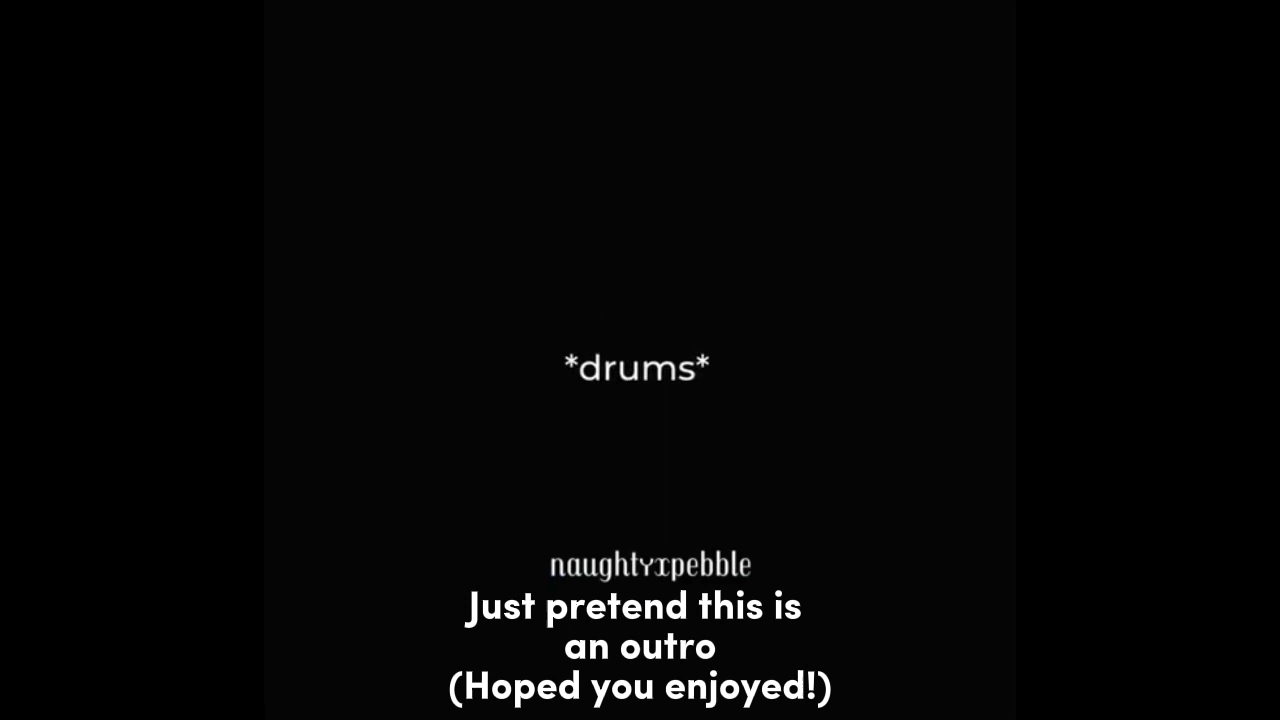 *drums*
naughtyxpebble
Just pretend this is
an outro
(Hoped you enjoyed!)